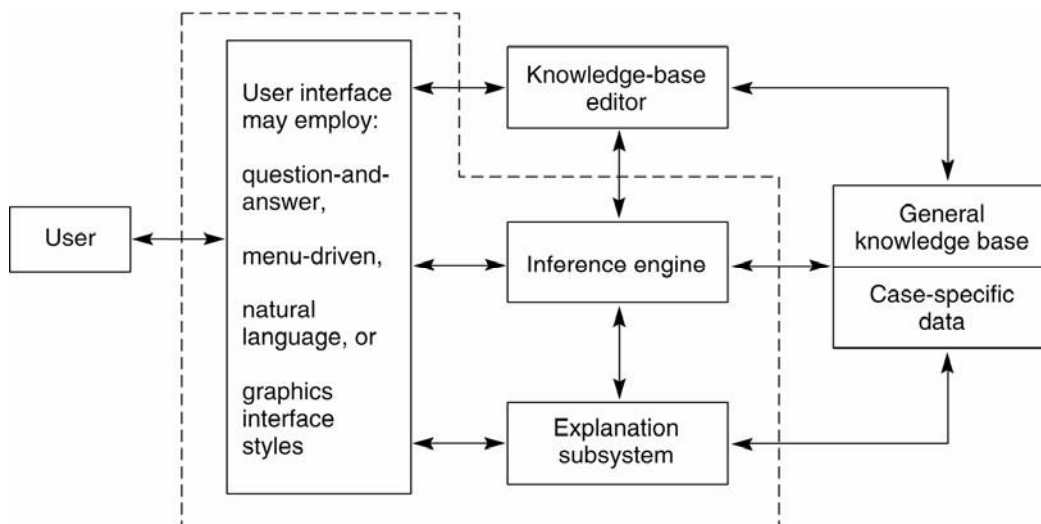 User
User interface
may employ:
question-and-
answer,
menu-driven,
natural
language, or
graphics
interface
styles
Knowledge-base
editor
Inference engine
Explanation
subsystem
General
knowledge base
Case-specific
data